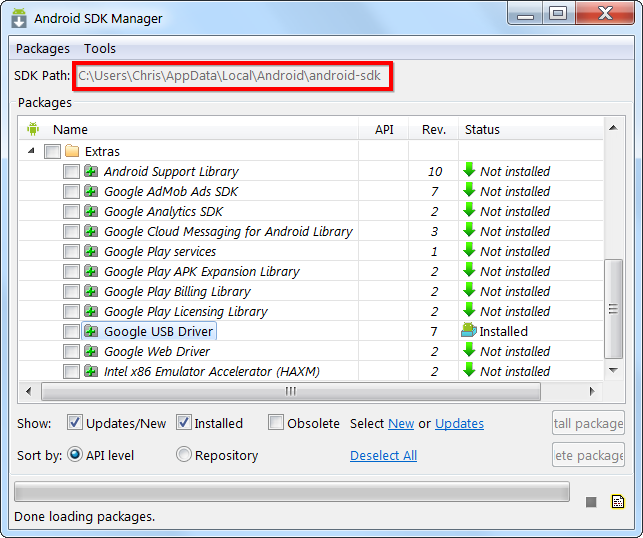 Android SDK Manager
Packages Tools
SDK Path: C:\Users\Chris\AppData\Local\Android\android-sdk
Packages
Name API Rev. Status
Extras
Android Support Library 10 Not installed
Google AdMob Ads SDK 7 Not installed
Google Analytics SDK 2 Not installed
Google Cloud Messaging for Android Library 3 Not installed
Google Play services 1 Not installed
Google Play APK Expansion Library 2 Not installed
Google Play Billing Library 2 Not installed
Google Play Licensing Library 2 Not installed
Google USB Driver 7 Installed
Google Web Driver 2 Not installed
Intel x86 Emulator Accelerator (HAXM) 2 Not installed
Show: Updates/New Installed Obsolete Select New or Updates tall package
Sort by: API level Repository Deselect All ete package
Done loading packages.